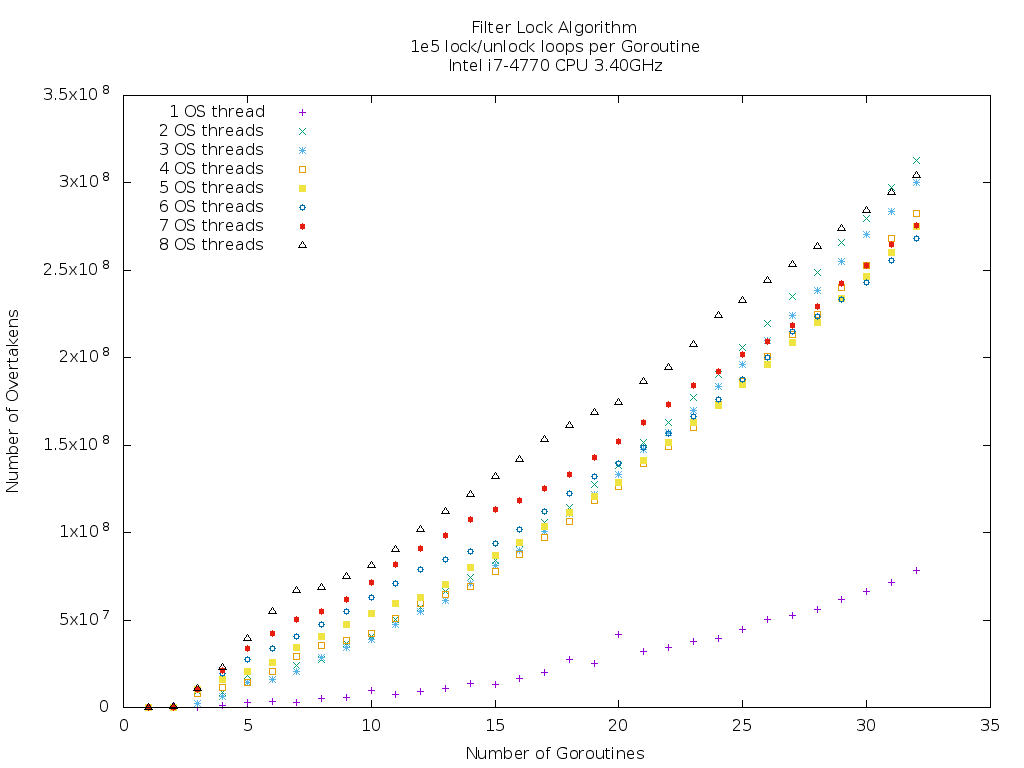 Filter Lock Algorithm
1e5 lock/unlock loops per Goroutine
Intel i7-4770 CPU 3.40GHz
3.5x10^8
3x10^8
2.5x10^8
2x10^8
1.5x10^8
1x10^8
5x10^7
0
Number of Overtakens
1 OS thread
2 OS threads
3 OS threads
4 OS threads
5 OS threads
6 OS threads
7 OS threads
8 OS threads
0 5 10 15 20 25 30 35
Number of Goroutines